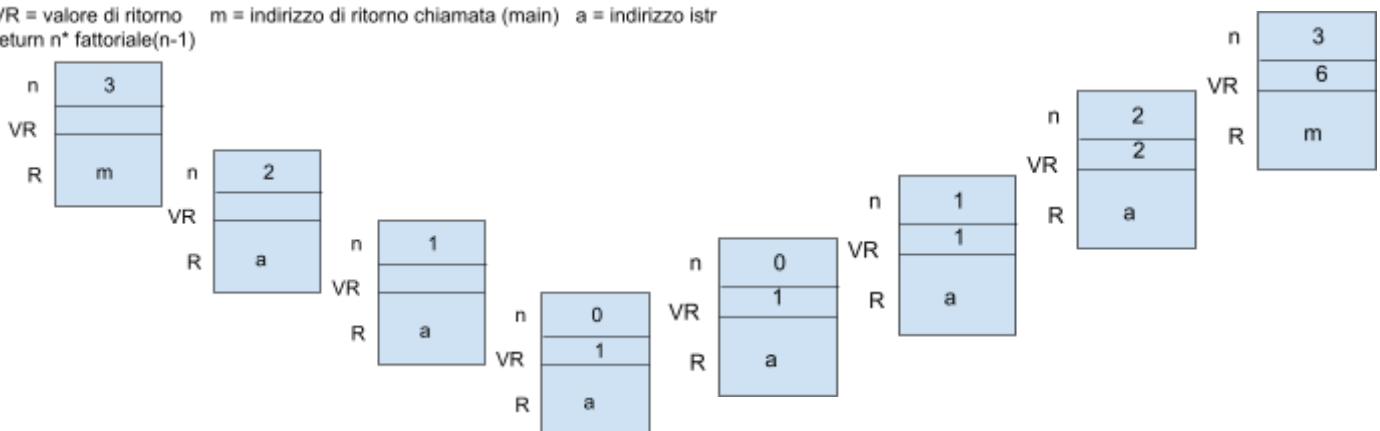 VR = valore di ritorno m = indirizzo di ritorno chiamata (main) a = indirizzo istr
return n* fattoriale(n-1)
n 3
VR
R m
n 2
VR
R a
n 1
VR
R a
n 0
VR 1
R a
n 0
VR 1
R a
n 1
VR 1
R a
n 2
VR 2
R a
n 3
VR 6
R m